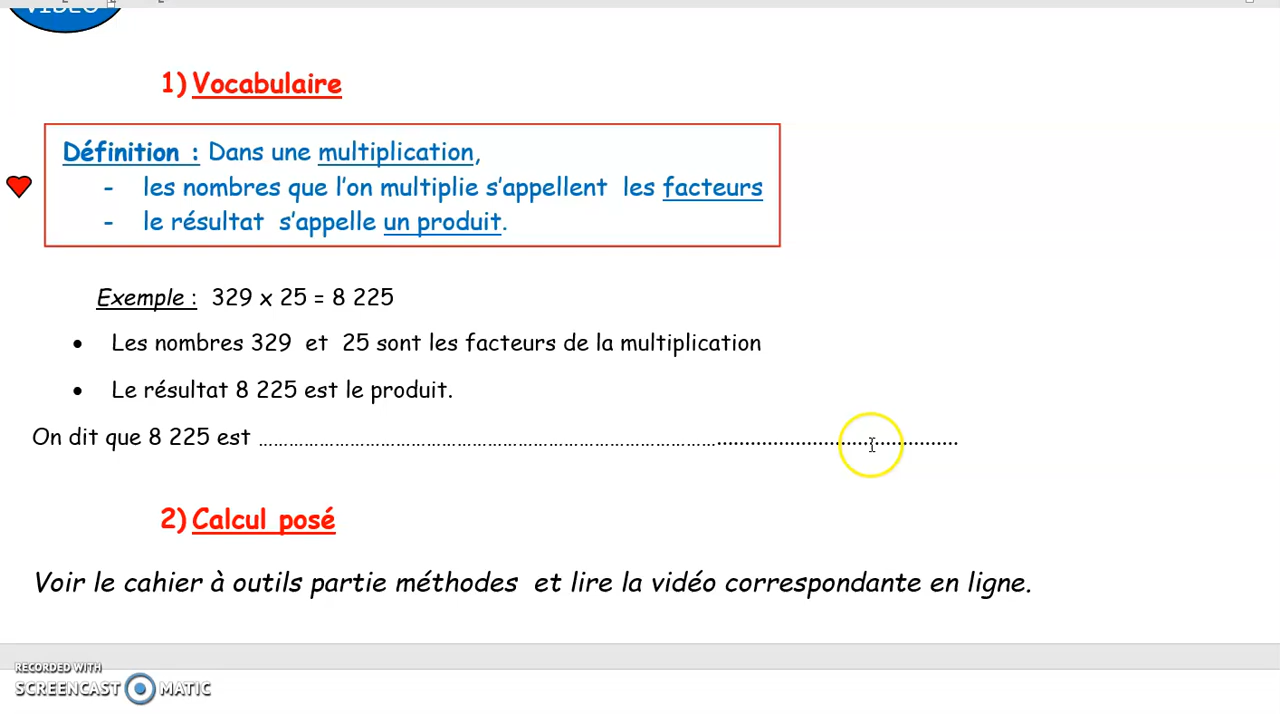 VIDEO
1) Vocabulaire
Définition : Dans une multiplication,
- les nombres que l'on multiplie s'appellent les facteurs
- le résultat s'appelle un produit.
Exemple : 329 x 25 = 8 225
• Les nombres 329 et 25 sont les facteurs de la multiplication
• Le résultat 8 225 est le produit.
On dit que 8 225 est ………………………………………………………………………………..........................................
2) Calcul posé
Voir le cahier à outils partie méthodes et lire la vidéo correspondante en ligne.
RECORDED WITH
SCREENCAST MATIC